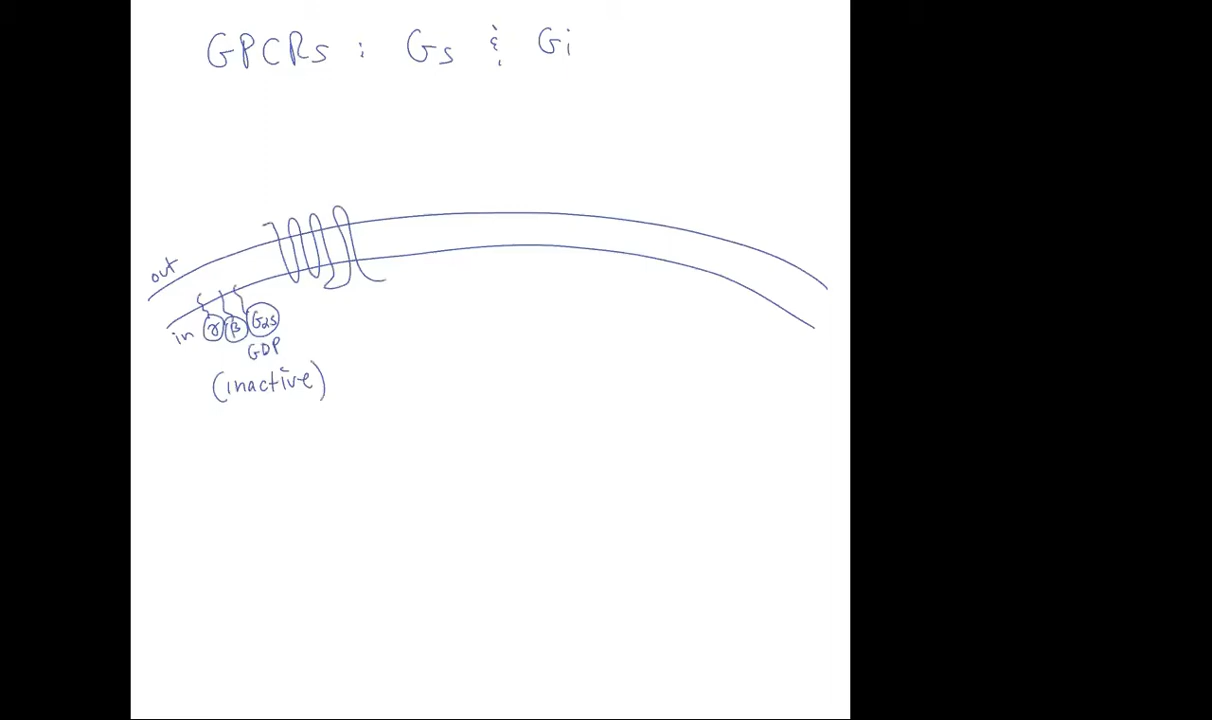 GPCRs : Gs & Gi
out
in γ β Gαs
GDP
(inactive)